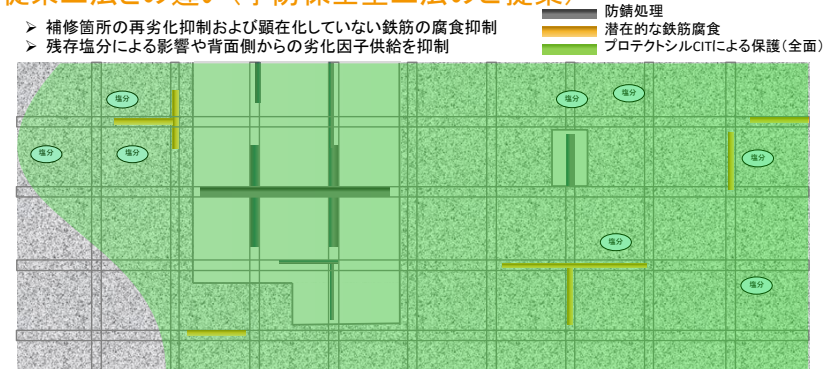 従来工法との違い(予防保全型工法のご提案)
➢ 補修箇所の再劣化抑制および顕在化していない鉄筋の腐食抑制
➢ 残存塩分による影響や背面側からの劣化因子供給を抑制
防錆処理
潜在的な鉄筋腐食
プロテクトシルCITによる保護(全面)
塩分
塩分
塩分
塩分
塩分
塩分
塩分
塩分
塩分